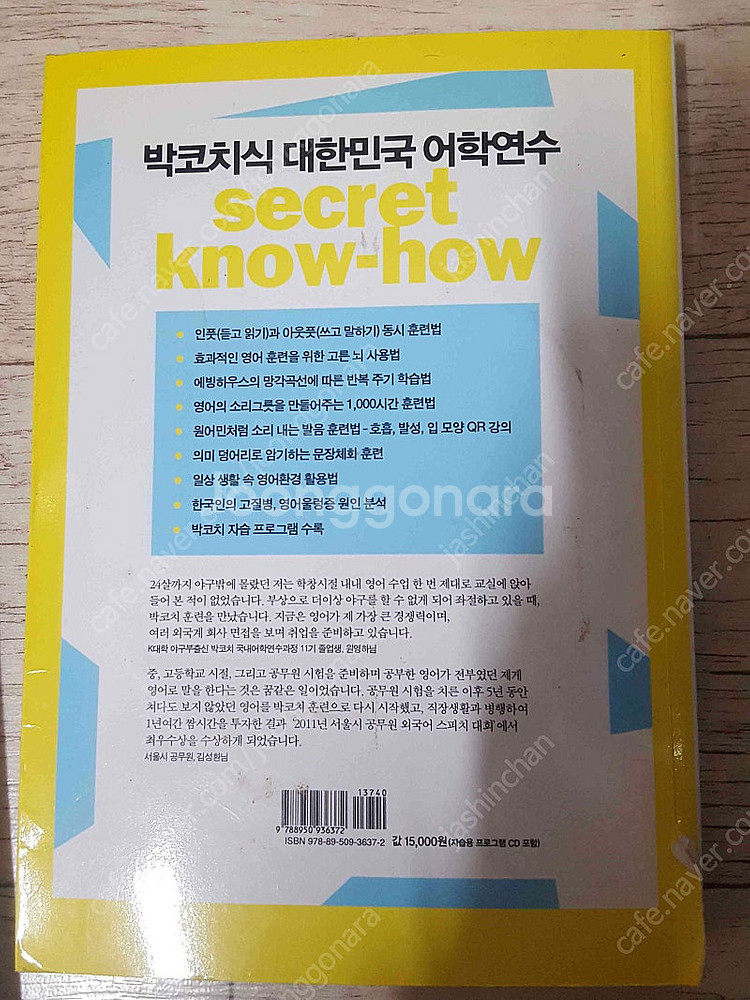 박코치식 대한민국 어학연수
secret
know-how
• 인풋(듣고 읽기)과 아웃풋(쓰고 말하기) 동시 훈련법
• 효과적인 영어 훈련을 위한 고른 뇌 사용법
• 에빙하우스의 망각곡선에 따른 반복 주기 학습법
• 영어의 소리그릇을 만들어주는 1,000시간 훈련법
• 원어민처럼 소리 내는 발음 훈련법 - 호흡, 발성, 입 모양 QR 강의
• 의미 덩어리로 암기하는 문장체화 훈련
• 일상 생활 속 영어환경 활용법
• 한국인의 고질병, 영어울렁증 원인 분석
• 박코치 자습 프로그램 수록
joonggonara
24살까지 야구밖에 몰랐던 저는 학창시절 내내 영어 수업 한 번 제대로 교실에 앉아
들어 본 적이 없었습니다. 부상으로 더이상 야구를 할 수 없게 되어 좌절하고 있을 때,
박코치 훈련을 만났습니다. 지금은 영어가 제 가장 큰 경쟁력이며,
여러 외국계 회사 면접을 보며 취업을 준비하고 있습니다.
K대학 야구부출신 박코치 국내어학연수과정 11기 졸업생, 원영하님
중, 고등학교 시절, 그리고 공무원 시험을 준비하며 공부한 영어가 전부였던 제게
영어로 말을 한다는 것은 꿈같은 일이었습니다. 공무원 시험을 치른 이후 5년 동안
쳐다도 보지 않았던 영어를 박코치 훈련으로 다시 시작했고, 직장생활과 병행하여
1년여간 짬시간을 투자한 결과 '2011년 서울시 공무원 외국어 스피치 대회'에서
최우수상을 수상하게 되었습니다.
서울시 공무원, 김성환님
13740
9 788950 936372
ISBN 978-89-509-3637-2 값 15,000원(자습용 프로그램 CD 포함)
cafe.naver.com/joonggonara
jashinchan